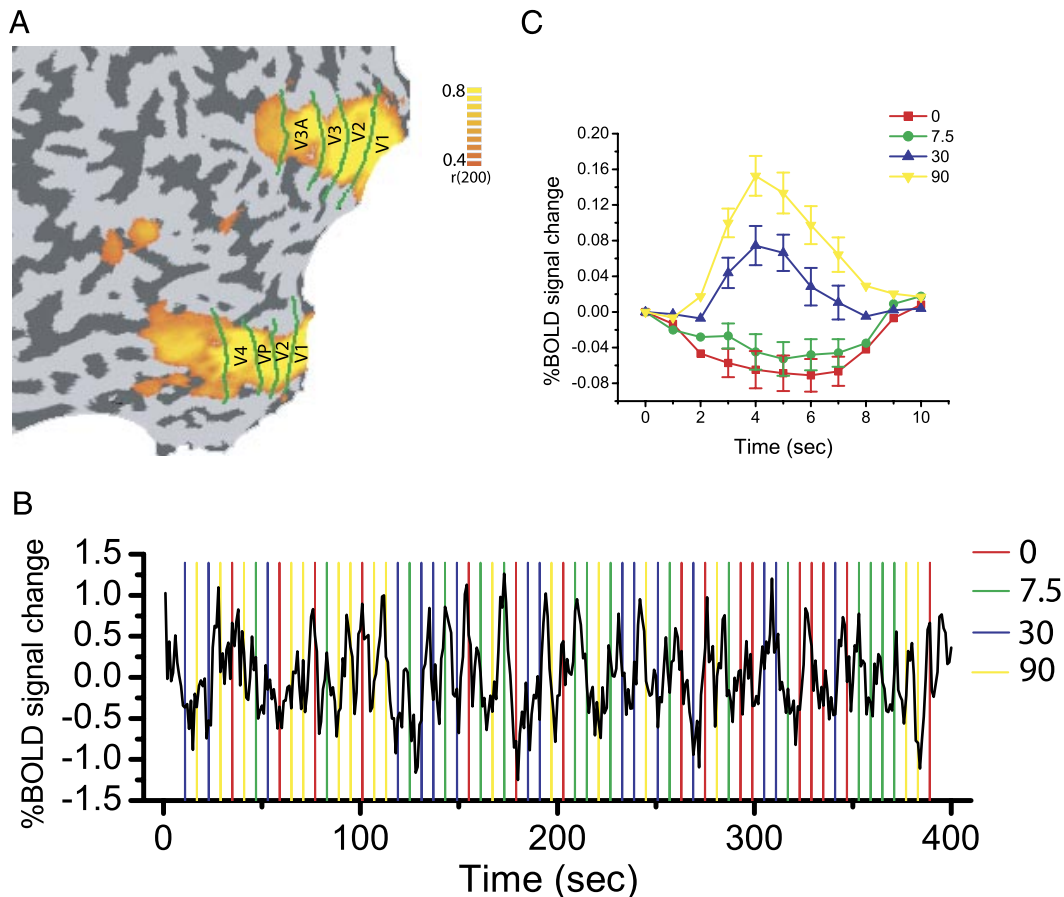 A
V3A
V3
V2
V1
V4
VP
V2
V1
0.8
0.4
r(200)
C
0
7.5
30
90
%BOLD signal change
0.20
0.16
0.12
0.08
0.04
0.00
-0.04
-0.08
0 2 4 6 8 10
Time (sec)
B
%BOLD signal change
1.5
1.0
0.5
0.0
-0.5
-1.0
-1.5
0 100 200 300 400
Time (sec)
0
7.5
30
90